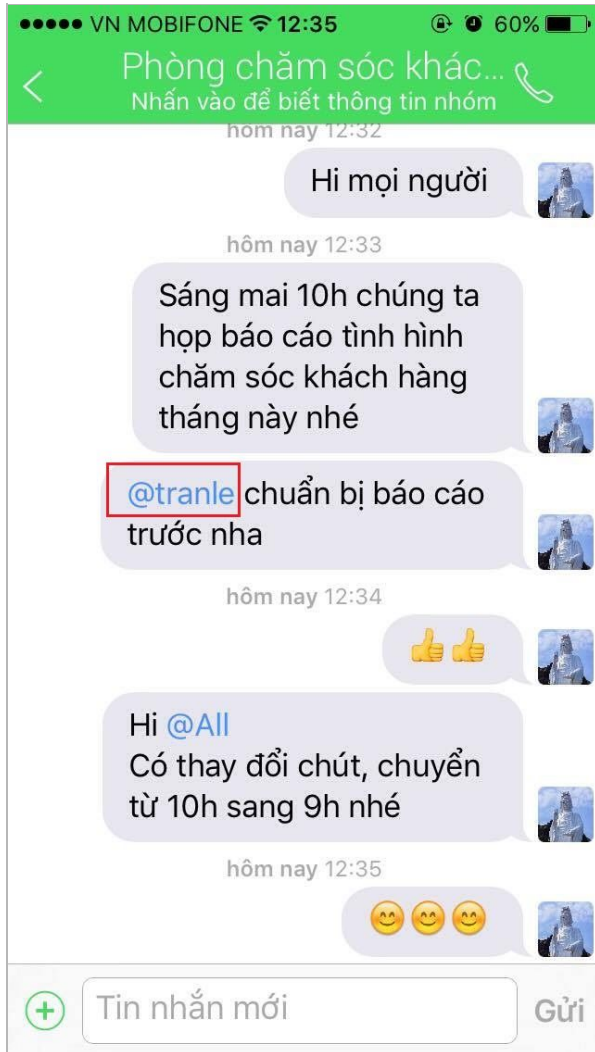 VN MOBIFONE 12:35 60%
Phòng chăm sóc khác...
Nhấn vào để biết thông tin nhóm
hôm nay 12:32
Hi mọi người
hôm nay 12:33
Sáng mai 10h chúng ta
họp báo cáo tình hình
chăm sóc khách hàng
tháng này nhé
@tranle chuẩn bị báo cáo
trước nha
hôm nay 12:34
👍👍
Hi @All
Có thay đổi chút, chuyển
từ 10h sang 9h nhé
hôm nay 12:35
😊😊😊
Tin nhắn mới
Gửi